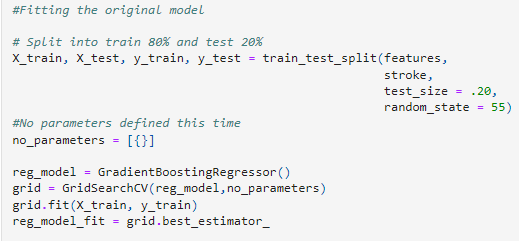 #Fitting the original model
# Split into train 80% and test 20%
X_train, X_test, y_train, y_test = train_test_split(features,
stroke,
test_size = .20,
random_state = 55)
#No parameters defined this time
no_parameters = [{}]
reg_model = GradientBoostingRegressor()
grid = GridSearchCV(reg_model,no_parameters)
grid.fit(X_train, y_train)
reg_model_fit = grid.best_estimator_